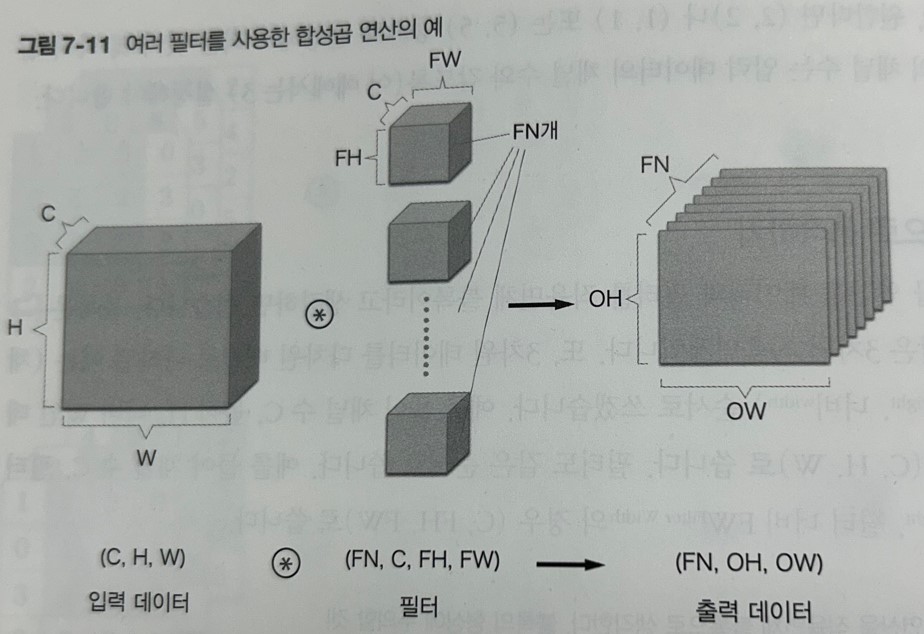 그림 7-11 여러 필터를 사용한 합성곱 연산의 예
FW
C
FN개
FH
FN
C
H
OH
W
OW
(C, H, W) ⊛ (FN, C, FH, FW) → (FN, OH, OW)
입력 데이터 필터 출력 데이터